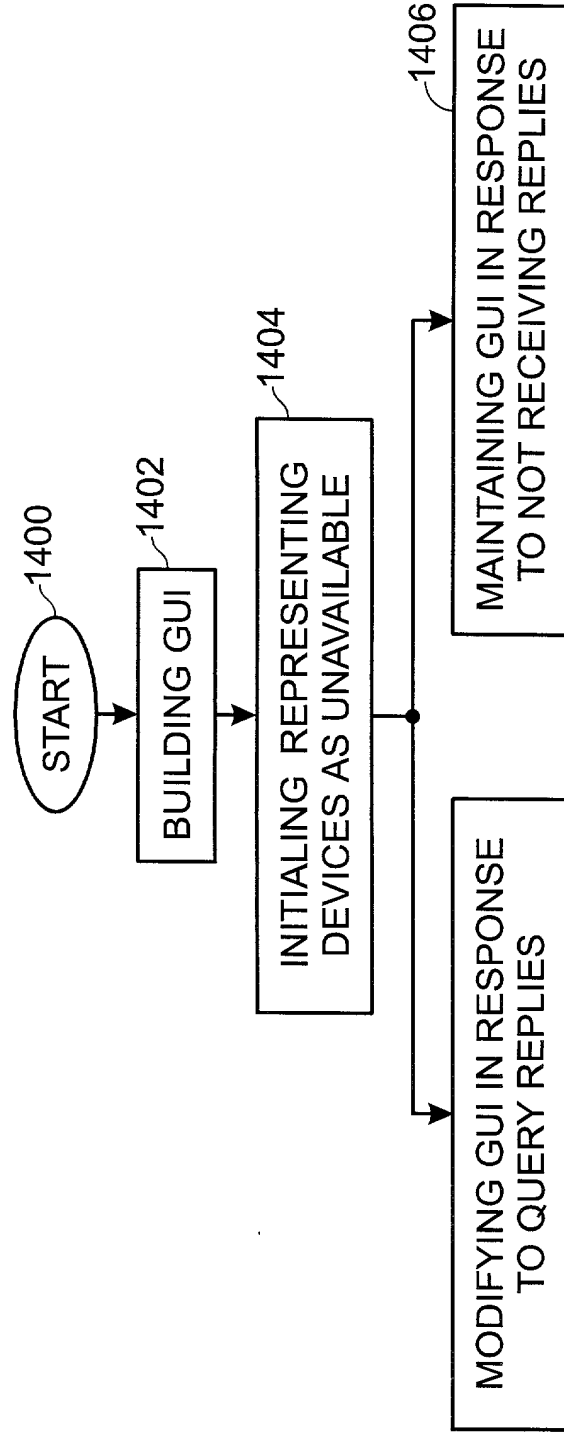 START
1400
BUILDING GUI
1402
INITIALING REPRESENTING
DEVICES AS UNAVAILABLE
1404
MODIFYING GUI IN RESPONSE
TO QUERY REPLIES
MAINTAINING GUI IN RESPONSE
TO NOT RECEIVING REPLIES
1406